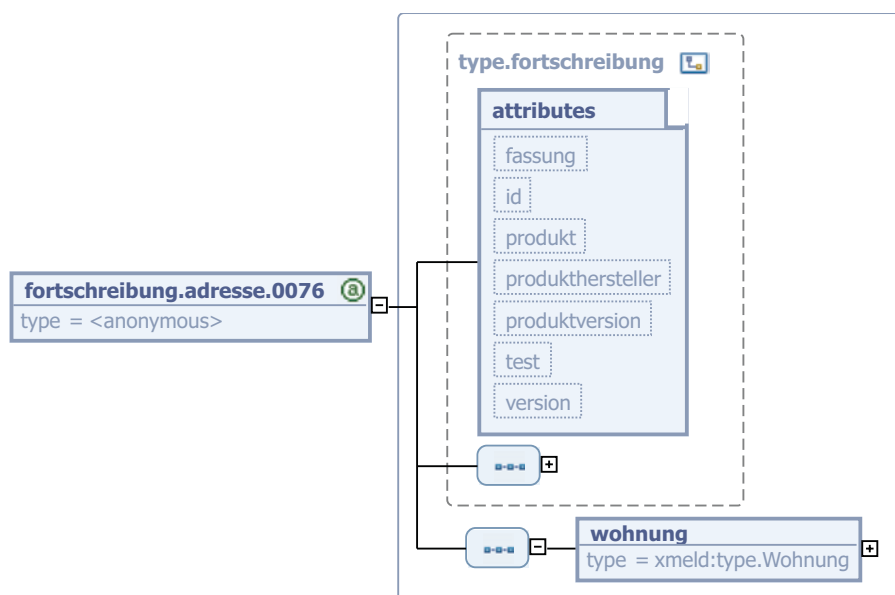 type.fortschreibung
attributes
fassung
id
produkt
produkthersteller
produktversion
test
version
fortschreibung.adresse.0076 a
type = <anonymous>
wohnung
type = xmeld:type.Wohnung